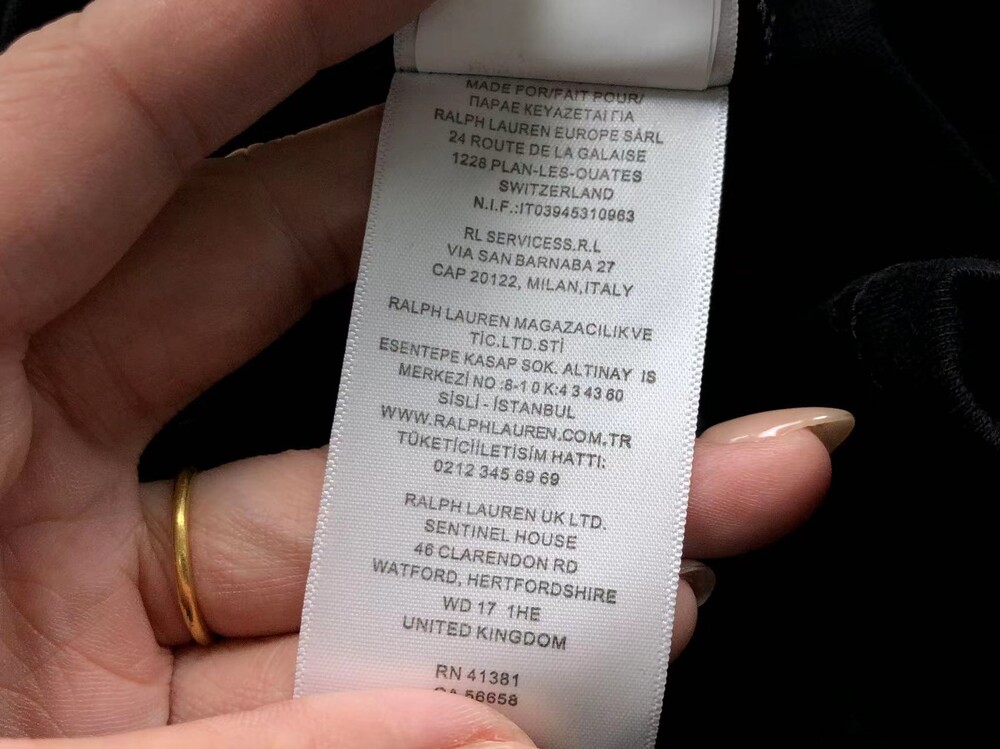 MADE FOR/FAIT POUR/
ΠΑΡΑΕ ΚΕΥΑΖΕΤΑΙ ΓΙΑ
RALPH LAUREN EUROPE SÀRL
24 ROUTE DE LA GALAISE
1228 PLAN-LES-OUATES
SWITZERLAND
N.I.F.:IT03945310963
RL SERVICESS.R.L
VIA SAN BARNABA 27
CAP 20122, MILAN,ITALY
RALPH LAUREN MAGAZACILIKVE
TİC.LTD.STİ
ESENTEPE KASAP SOK. ALTINAY IS
MERKEZİ NO :8-1 0 K:4 3 43 60
SİSLİ - İSTANBUL
WWW.RALPHLAUREN.COM.TR
TÜKETİCİİLETİSİM HATTI:
0212 345 69 69
RALPH LAUREN UK LTD.
SENTINEL HOUSE
46 CLARENDON RD
WATFORD, HERTFORDSHIRE
WD 17 1HE
UNITED KINGDOM
RN 41381
CA 56658